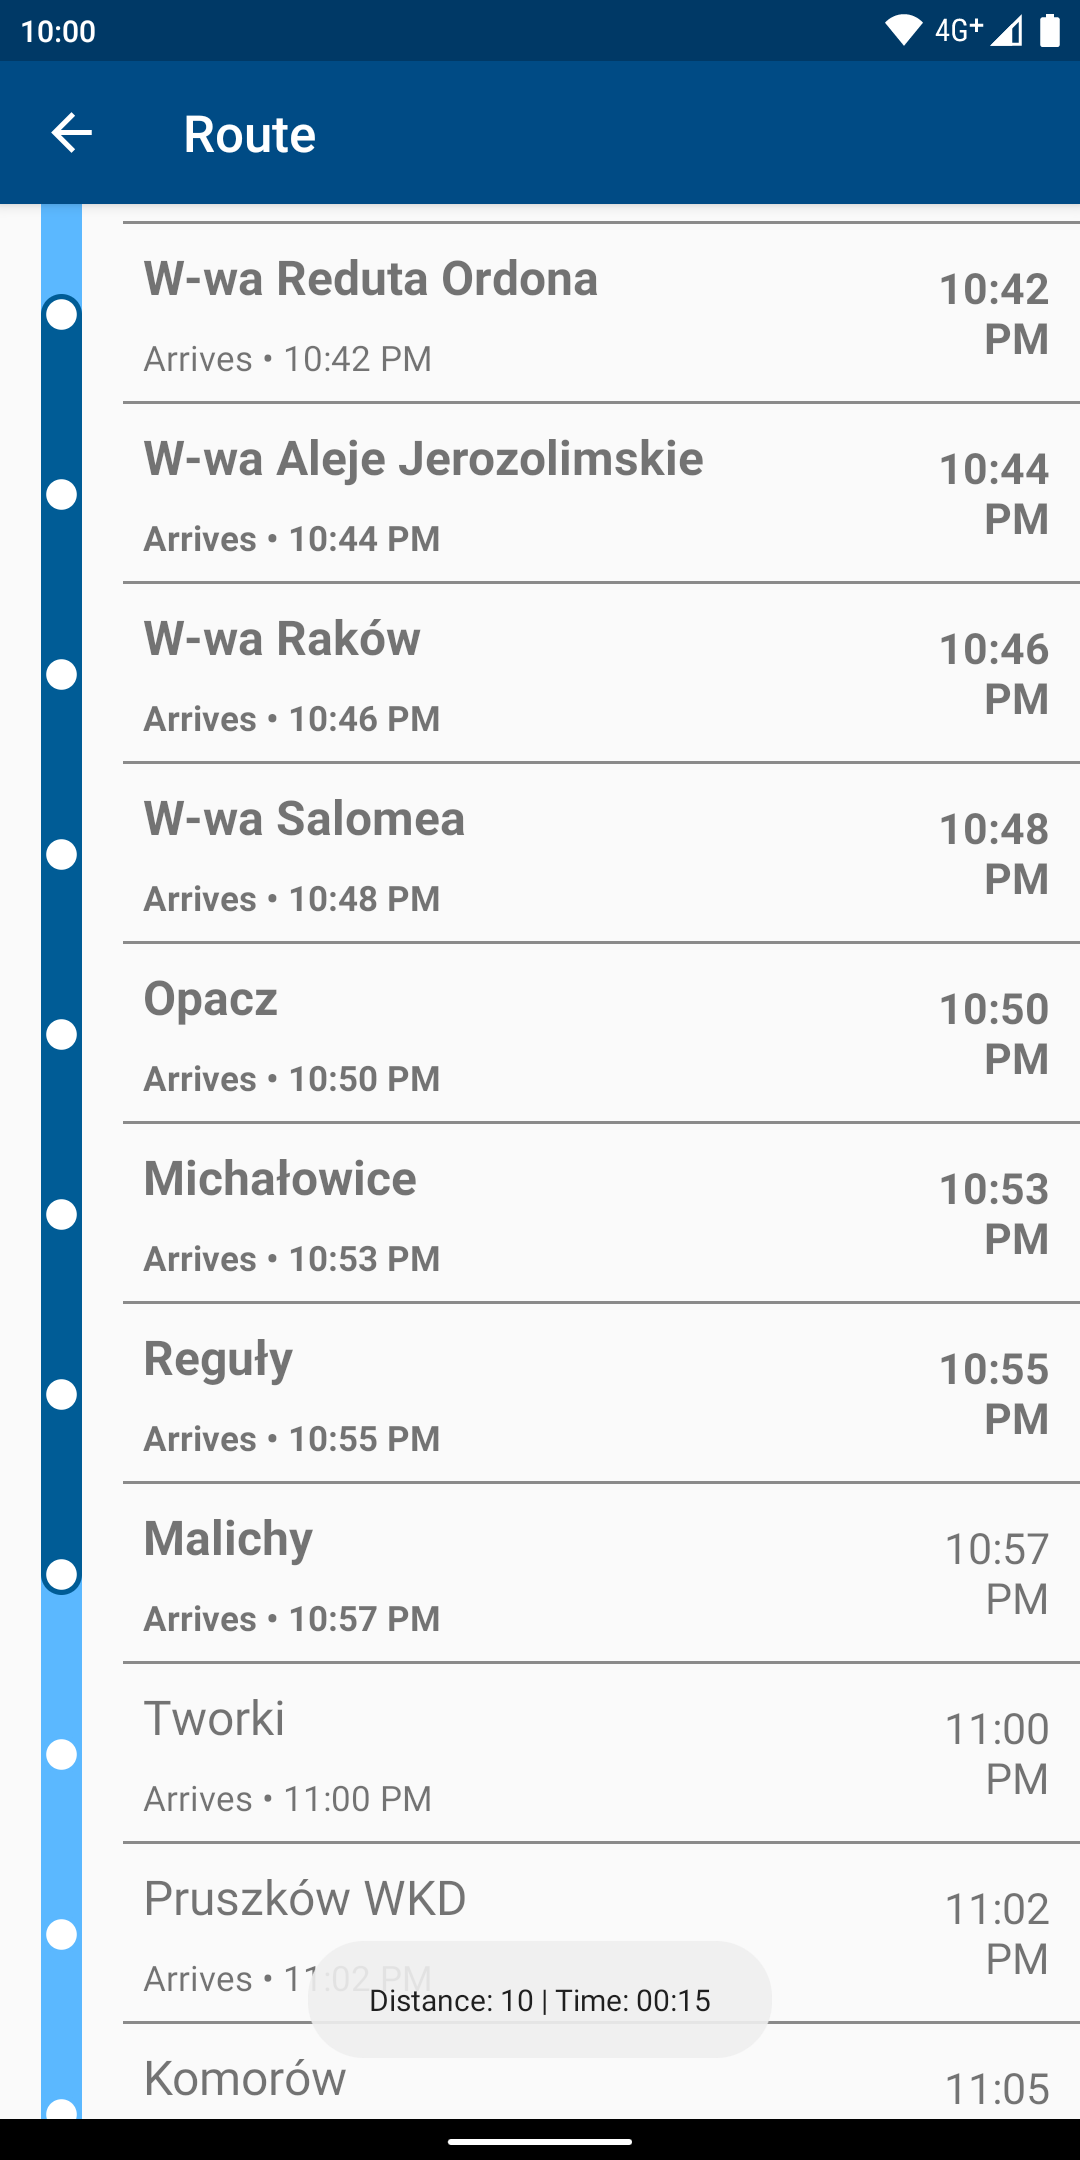 10:00
4G+
Route
W-wa Reduta Ordona
10:42
PM
Arrives • 10:42 PM
W-wa Aleje Jerozolimskie
10:44
PM
Arrives • 10:44 PM
W-wa Raków
10:46
PM
Arrives • 10:46 PM
W-wa Salomea
10:48
PM
Arrives • 10:48 PM
Opacz
10:50
PM
Arrives • 10:50 PM
Michałowice
10:53
PM
Arrives • 10:53 PM
Reguły
10:55
PM
Arrives • 10:55 PM
Malichy
10:57
PM
Arrives • 10:57 PM
Tworki
11:00
PM
Arrives • 11:00 PM
Pruszków WKD
11:02
PM
Arrives • 11:02 PM
Distance: 10 | Time: 00:15
Komorów
11:05